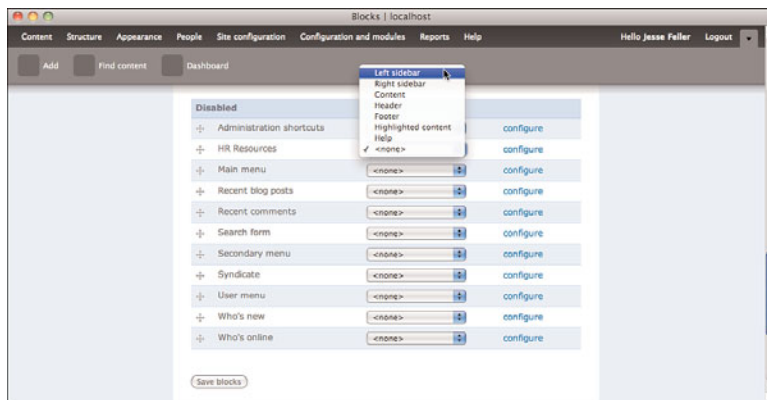 Blocks | localhost
Content Structure Appearance People Site configuration Configuration and modules Reports Help Hello Jesse Feller Logout
Add Find content Dashboard
Left sidebar
Right sidebar
Content
Header
Footer
Highlighted content
Help
✓ <none>
Disabled
Administration shortcuts configure
HR Resources configure
Main menu <none> configure
Recent blog posts <none> configure
Recent comments <none> configure
Search form <none> configure
Secondary menu <none> configure
Syndicate <none> configure
User menu <none> configure
Who's new <none> configure
Who's online <none> configure
Save blocks